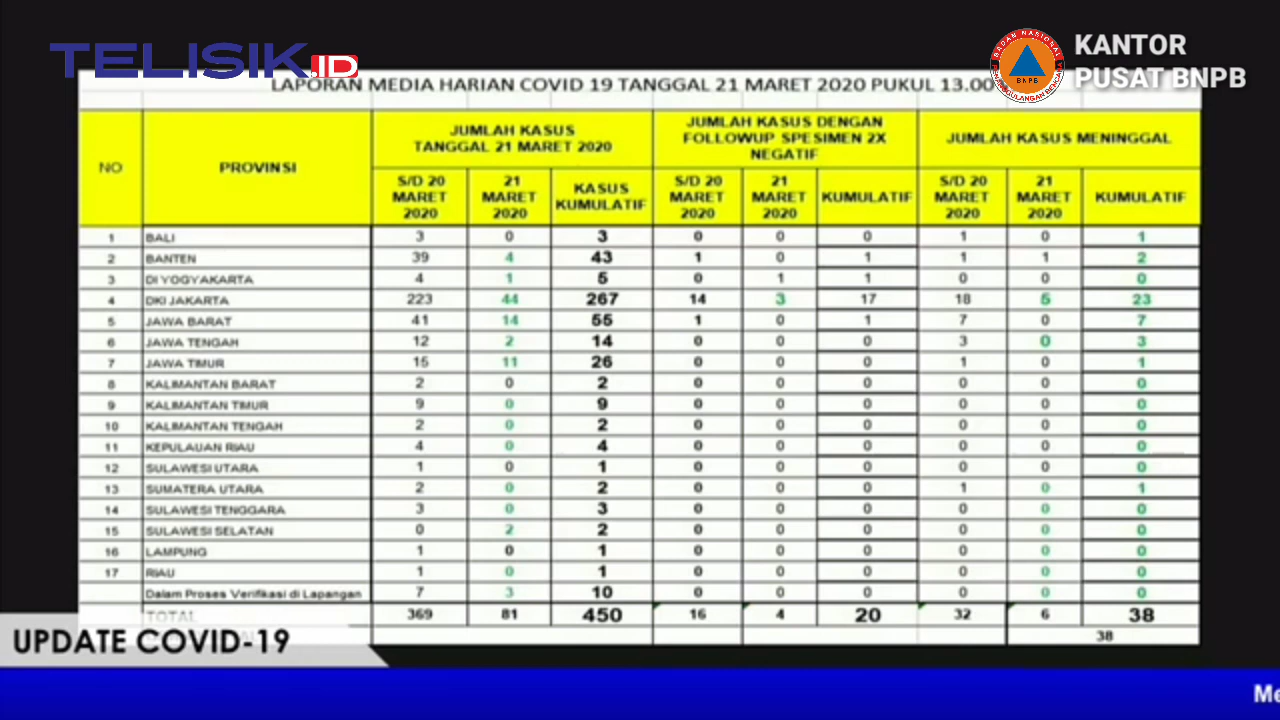 TELISIK.ID
BADAN NASIONAL
BNPB
KANTOR
PUSAT BNPB
LAPORAN MEDIA HARIAN COVID 19 TANGGAL 21 MARET 2020 PUKUL 13.00
NO PROVINSI JUMLAH KASUS TANGGAL 21 MARET 2020 JUMLAH KASUS DENGAN FOLLOWUP SPESIMEN 2X NEGATIF JUMLAH KASUS MENINGGAL
S/D 20 MARET 2020 21 MARET 2020 KASUS KUMULATIF S/D 20 MARET 2020 21 MARET 2020 KUMULATIF S/D 20 MARET 2020 21 MARET 2020 KUMULATIF
1 BALI 3 0 3 0 0 0 1 0 1
2 BANTEN 39 4 43 1 0 1 1 1 2
3 DI YOGYAKARTA 4 1 5 0 1 1 0 0 0
4 DKI JAKARTA 223 44 267 14 3 17 18 5 23
5 JAWA BARAT 41 14 55 1 0 1 7 0 7
6 JAWA TENGAH 12 2 14 0 0 0 3 0 3
7 JAWA TIMUR 15 11 26 0 0 0 1 0 1
8 KALIMANTAN BARAT 2 0 2 0 0 0 0 0 0
9 KALIMANTAN TIMUR 9 0 9 0 0 0 0 0 0
10 KALIMANTAN TENGAH 2 0 2 0 0 0 0 0 0
11 KEPULAUAN RIAU 4 0 4 0 0 0 0 0 0
12 SULAWESI UTARA 1 0 1 0 0 0 0 0 0
13 SUMATERA UTARA 2 0 2 0 0 0 1 0 1
14 SULAWESI TENGGARA 3 0 3 0 0 0 0 0 0
15 SULAWESI SELATAN 0 2 2 0 0 0 0 0 0
16 LAMPUNG 1 0 1 0 0 0 0 0 0
17 RIAU 1 0 1 0 0 0 0 0 0
Dalam Proses Verifikasi di Lapangan 7 3 10 0 0 0 0 0 0
TOTAL 369 81 450 16 4 20 32 6 38
38
UPDATE COVID-19
Me